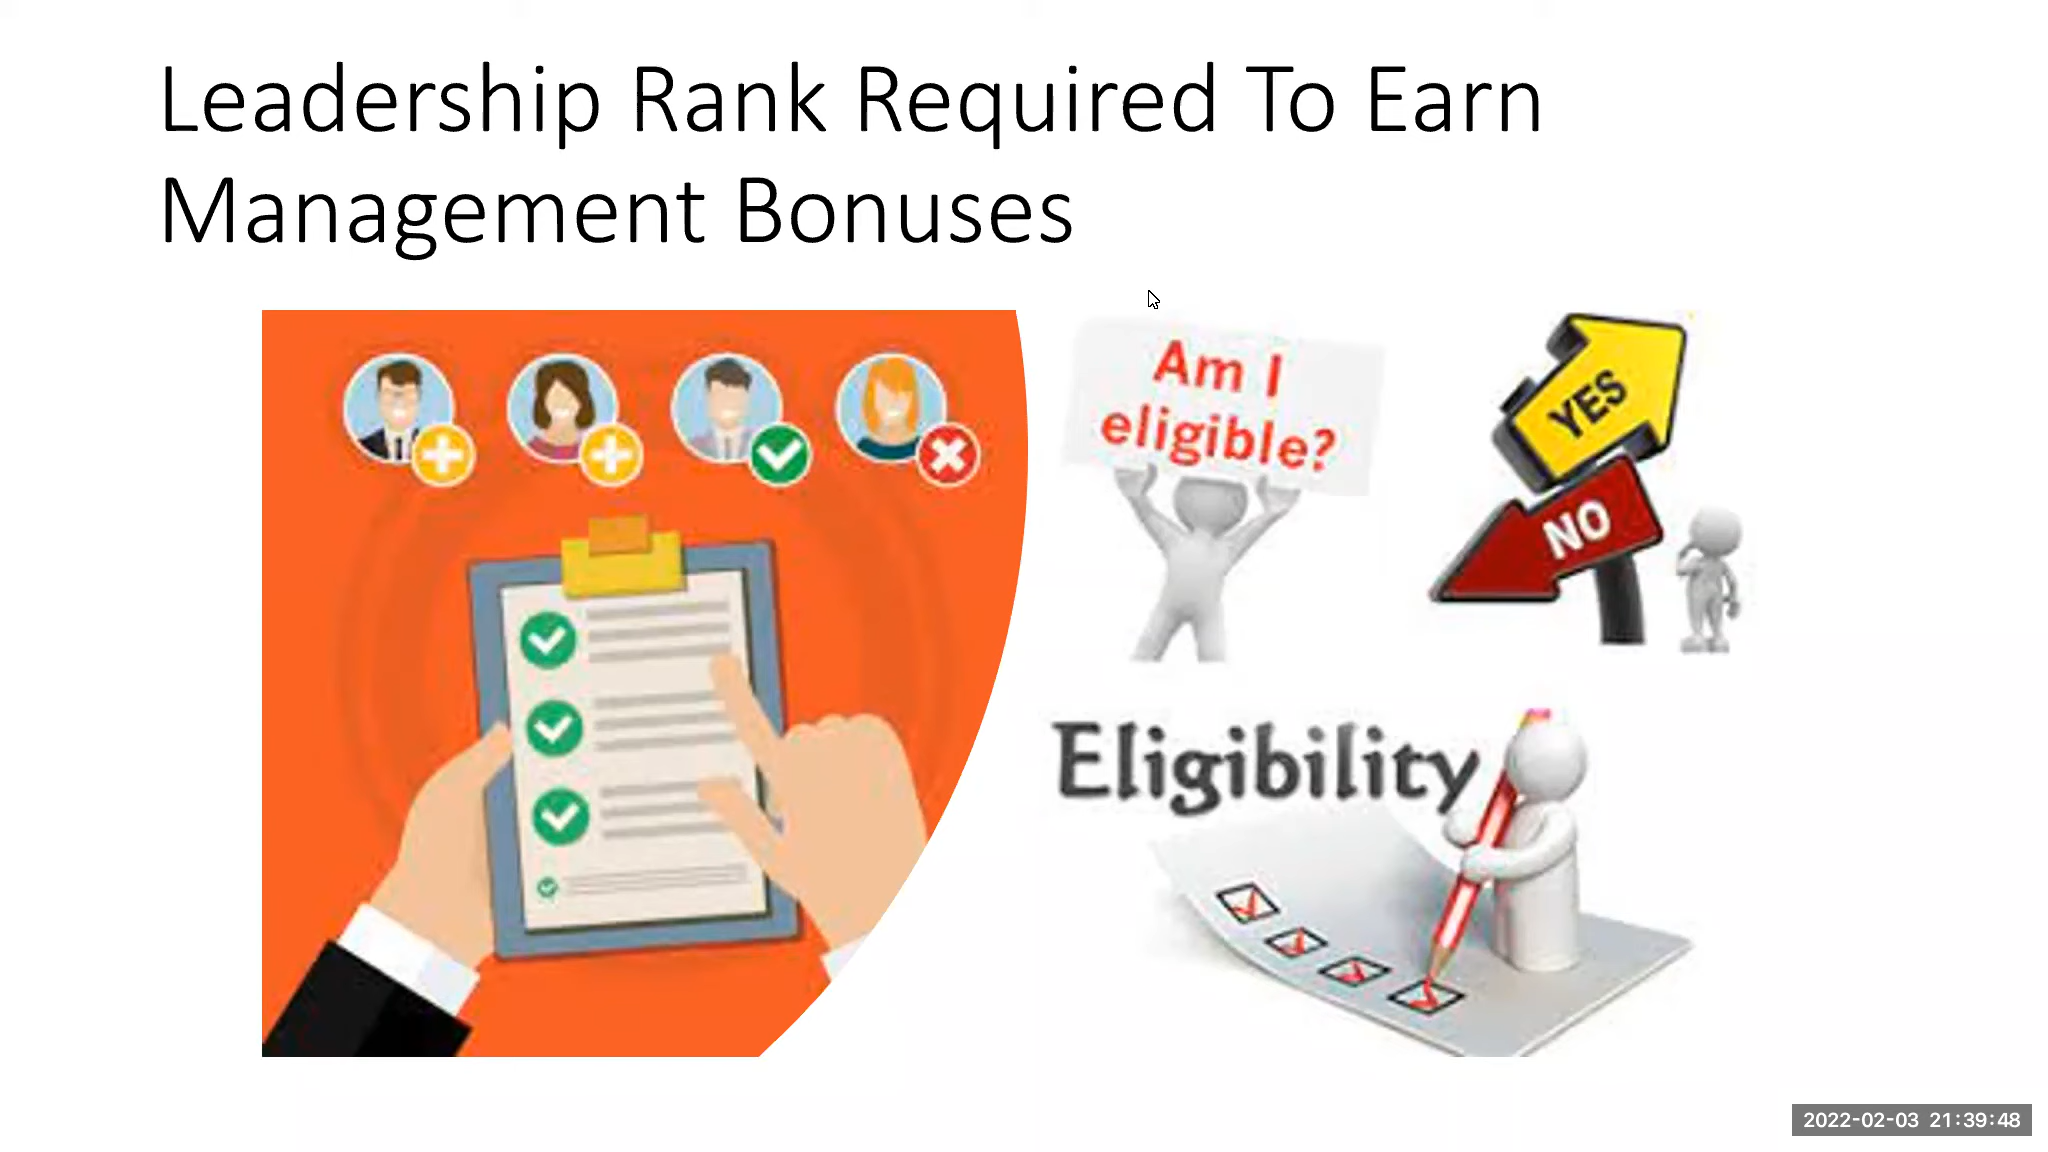 Leadership Rank Required To Earn
Management Bonuses
Am I
eligible?
YES
NO
Eligibility
2022-02-03 21:39:48